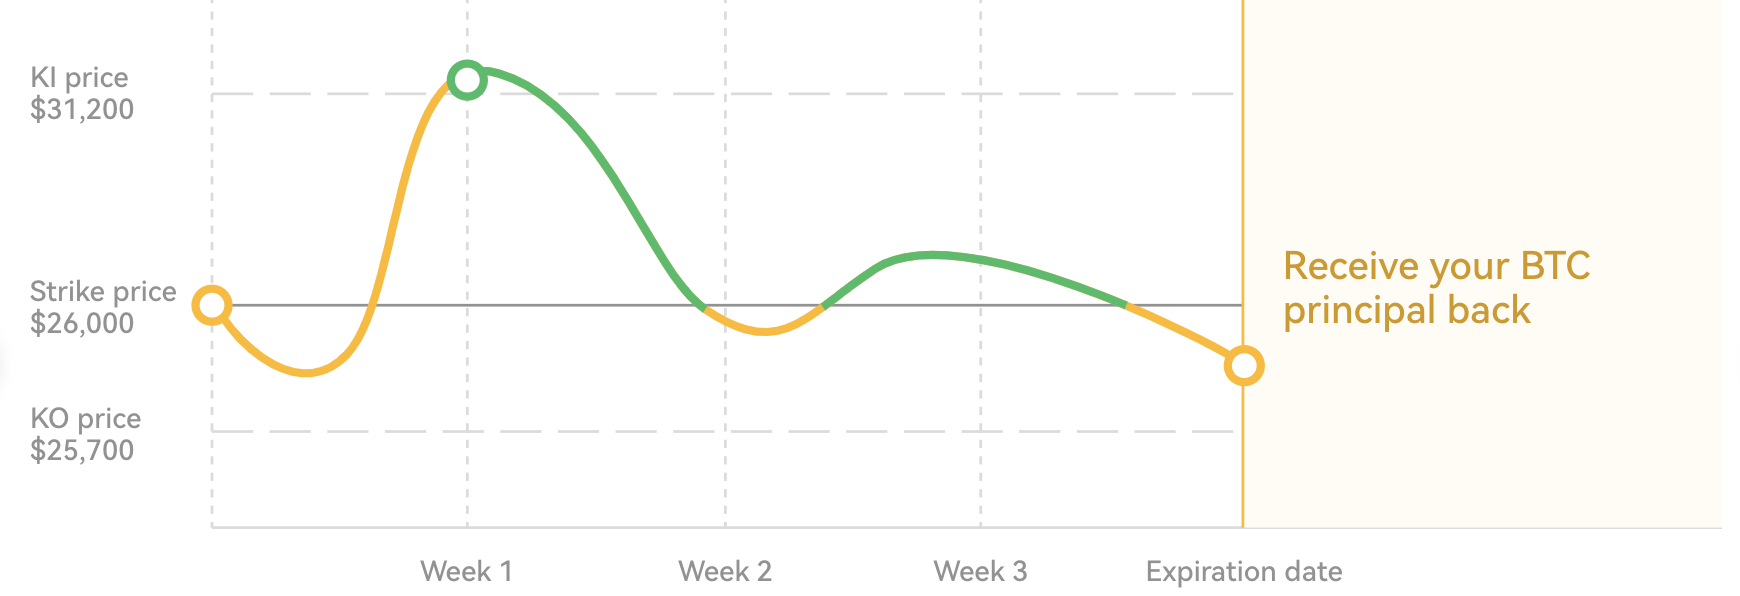 KI price
$31,200
Strike price
$26,000
Receive your BTC
principal back
KO price
$25,700
Week 1
Week 2
Week 3
Expiration date